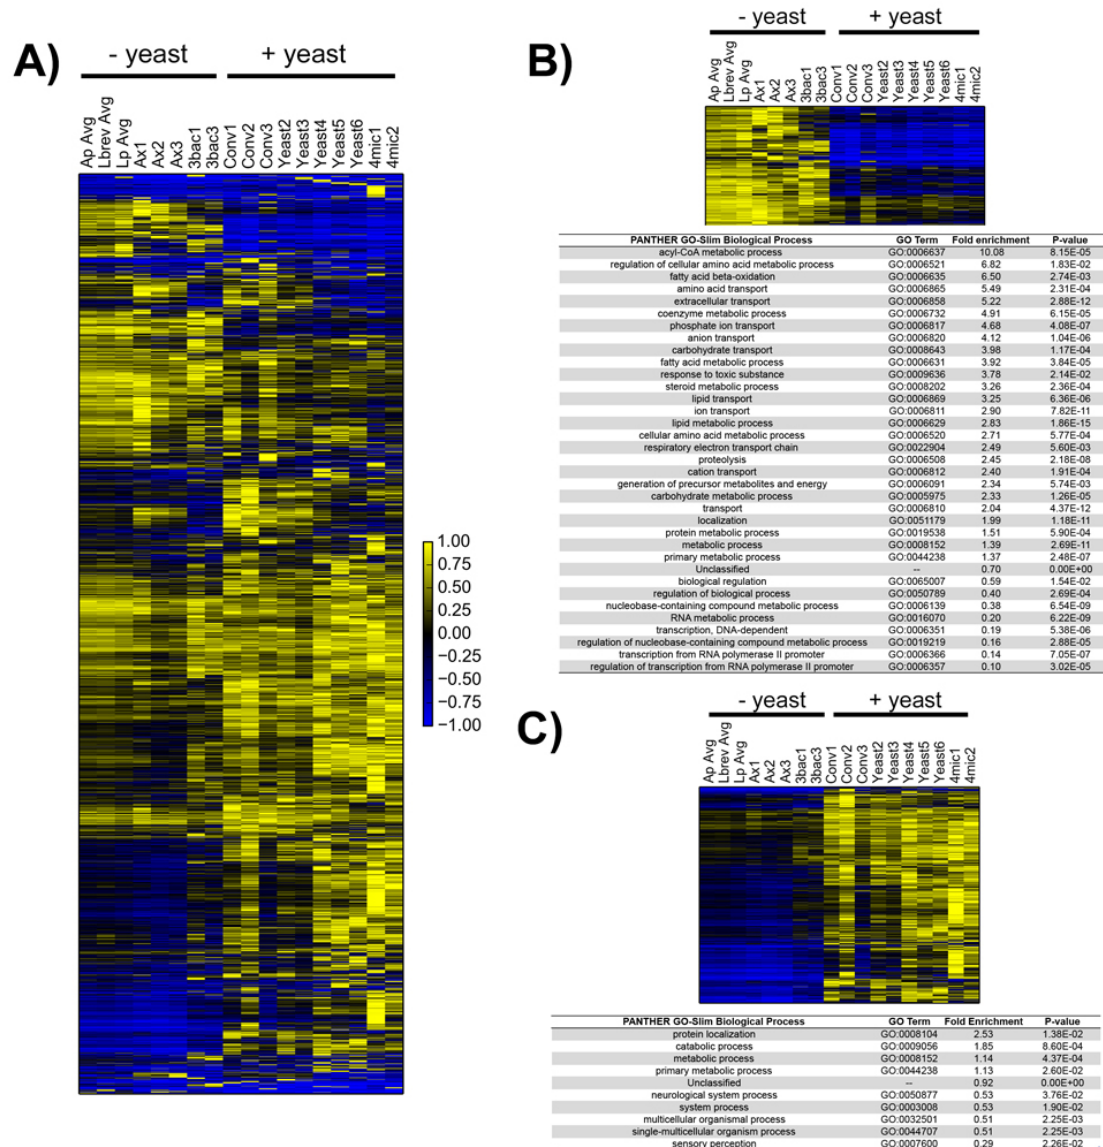 A)
- yeast + yeast
Ap Avg
Lbrev Avg
Lp Avg
Ax1
Ax2
Ax3
3bac1
3bac3
Conv1
Conv2
Conv3
Yeast2
Yeast3
Yeast4
Yeast5
Yeast6
4mic1
4mic2
1.00
0.75
0.50
0.25
0.00
−0.25
−0.50
−0.75
−1.00
B)
- yeast + yeast
Ap Avg
Lbrev Avg
Lp Avg
Ax1
Ax2
Ax3
3bac1
3bac3
Conv1
Conv2
Conv3
Yeast2
Yeast3
Yeast4
Yeast5
Yeast6
4mic1
4mic2
PANTHER GO-Slim Biological Process GO Term Fold enrichment P-value
acyl-CoA metabolic process GO:0006637 10.08 8.15E-05
regulation of cellular amino acid metabolic process GO:0006521 6.82 1.83E-02
fatty acid beta-oxidation GO:0006635 6.50 2.74E-03
amino acid transport GO:0006865 5.49 2.31E-04
extracellular transport GO:0006858 5.22 2.88E-12
coenzyme metabolic process GO:0006732 4.91 6.15E-05
phosphate ion transport GO:0006817 4.68 4.08E-07
anion transport GO:0006820 4.12 1.04E-06
carbohydrate transport GO:0008643 3.98 1.17E-04
fatty acid metabolic process GO:0006631 3.92 3.84E-05
response to toxic substance GO:0009636 3.78 2.14E-02
steroid metabolic process GO:0008202 3.26 2.36E-04
lipid transport GO:0006869 3.25 6.36E-06
ion transport GO:0006811 2.90 7.82E-11
lipid metabolic process GO:0006629 2.83 1.86E-15
cellular amino acid metabolic process GO:0006520 2.71 5.77E-04
respiratory electron transport chain GO:0022904 2.49 5.60E-03
proteolysis GO:0006508 2.45 2.18E-08
cation transport GO:0006812 2.40 1.91E-04
generation of precursor metabolites and energy GO:0006091 2.34 5.74E-03
carbohydrate metabolic process GO:0005975 2.33 1.26E-05
transport GO:0006810 2.04 4.37E-12
localization GO:0051179 1.99 1.18E-11
protein metabolic process GO:0019538 1.51 5.90E-04
metabolic process GO:0008152 1.39 2.69E-11
primary metabolic process GO:0044238 1.37 2.48E-07
Unclassified -- 0.70 0.00E+00
biological regulation GO:0065007 0.59 1.54E-02
regulation of biological process GO:0050789 0.40 2.69E-04
nucleobase-containing compound metabolic process GO:0006139 0.38 6.54E-09
RNA metabolic process GO:0016070 0.20 6.22E-09
transcription, DNA-dependent GO:0006351 0.19 5.38E-06
regulation of nucleobase-containing compound metabolic process GO:0019219 0.16 2.88E-05
transcription from RNA polymerase II promoter GO:0006366 0.14 7.05E-07
regulation of transcription from RNA polymerase II promoter GO:0006357 0.10 3.02E-05
C)
- yeast + yeast
Ap Avg
Lbrev Avg
Lp Avg
Ax1
Ax2
Ax3
3bac1
3bac3
Conv1
Conv2
Conv3
Yeast2
Yeast3
Yeast4
Yeast5
Yeast6
4mic1
4mic2
PANTHER GO-Slim Biological Process GO Term Fold Enrichment P-value
protein localization GO:0008104 2.53 1.38E-02
catabolic process GO:0009056 1.85 8.60E-04
metabolic process GO:0008152 1.14 4.37E-04
primary metabolic process GO:0044238 1.13 2.60E-02
Unclassified -- 0.92 0.00E+00
neurological system process GO:0050877 0.53 3.76E-02
system process GO:0003008 0.53 1.90E-02
multicellular organismal process GO:0032501 0.51 2.25E-03
single-multicellular organism process GO:0044707 0.51 2.25E-03
sensory perception GO:0007600 0.29 2.26E-02